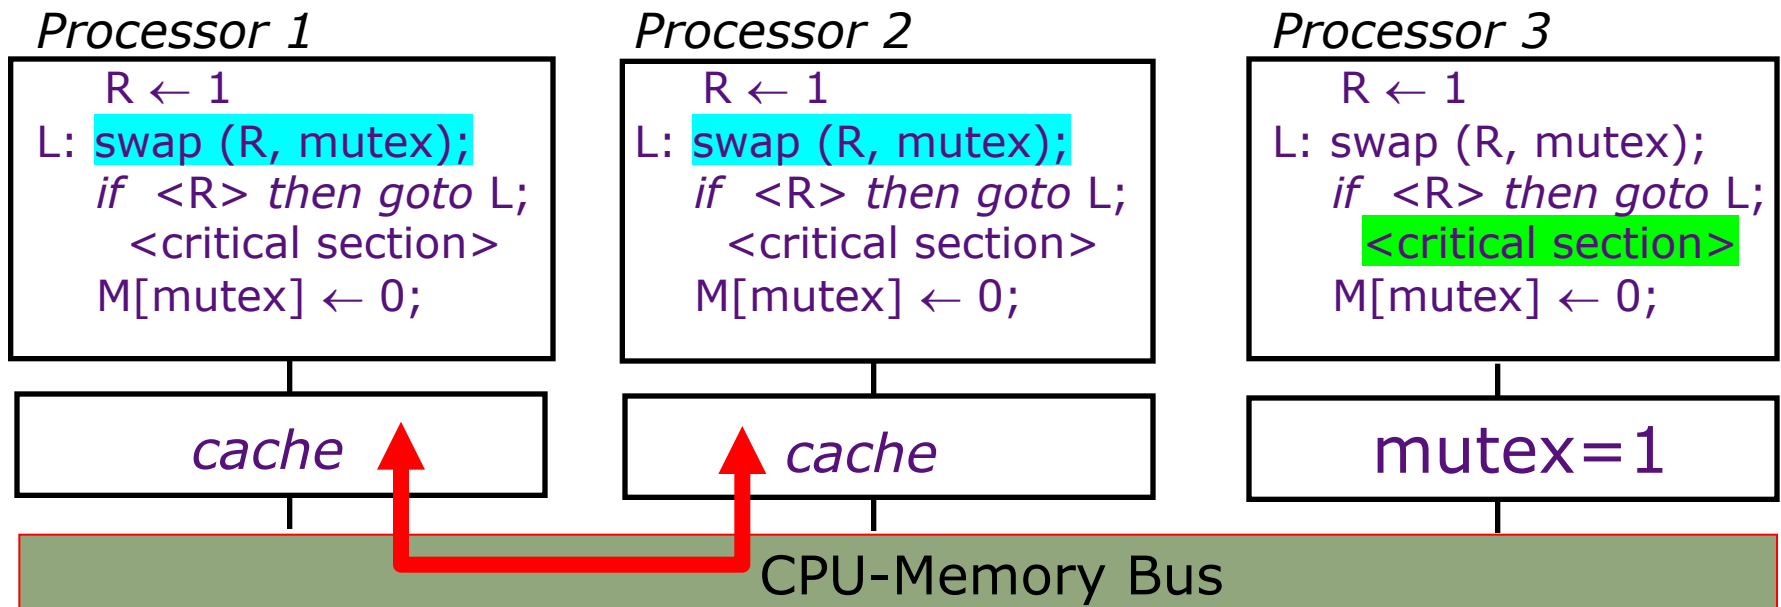 Processor 1
R ← 1
L: swap (R, mutex);
if <R> then goto L;
<critical section>
M[mutex] ← 0;
cache
Processor 2
R ← 1
L: swap (R, mutex);
if <R> then goto L;
<critical section>
M[mutex] ← 0;
cache
Processor 3
R ← 1
L: swap (R, mutex);
if <R> then goto L;
<critical section>
M[mutex] ← 0;
mutex=1
CPU-Memory Bus